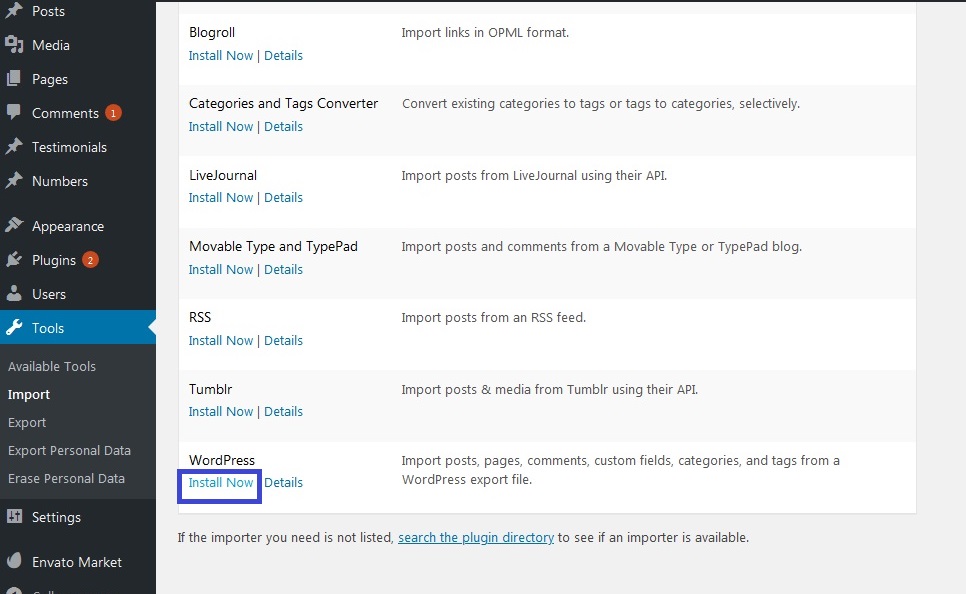 Posts
Media
Pages
Comments 1
Testimonials
Numbers
Appearance
Plugins 2
Users
Tools
Available Tools
Import
Export
Export Personal Data
Erase Personal Data
Settings
Envato Market
Blogroll
Install Now | Details
Import links in OPML format.
Categories and Tags Converter
Install Now | Details
Convert existing categories to tags or tags to categories, selectively.
LiveJournal
Install Now | Details
Import posts from LiveJournal using their API.
Movable Type and TypePad
Install Now | Details
Import posts and comments from a Movable Type or TypePad blog.
RSS
Install Now | Details
Import posts from an RSS feed.
Tumblr
Install Now | Details
Import posts & media from Tumblr using their API.
WordPress
Install Now Details
Import posts, pages, comments, custom fields, categories, and tags from a
WordPress export file.
If the importer you need is not listed, search the plugin directory to see if an importer is available.